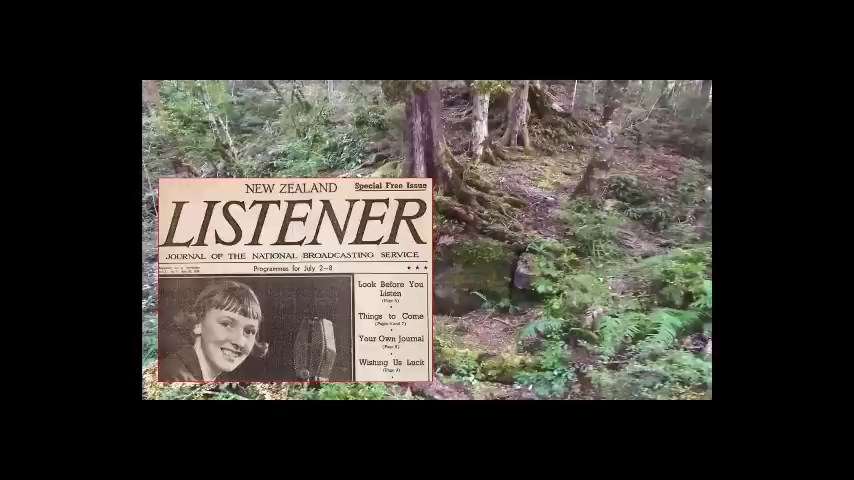 NEW ZEALAND
Special Free Issue
LISTENER
JOURNAL OF THE NATIONAL BROADCASTING SERVICE
Programmes for July 2-8
Look Before You
Listen
Things to Come
Your Own Journal
Wishing Us Luck